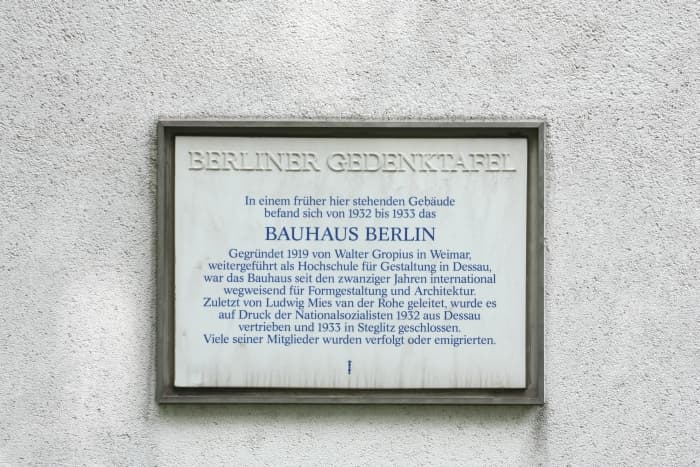 BERLINER GEDENKTAFEL
In einem früher hier stehenden Gebäude
befand sich von 1932 bis 1933 das
BAUHAUS BERLIN
Gegründet 1919 von Walter Gropius in Weimar,
weitergeführt als Hochschule für Gestaltung in Dessau,
war das Bauhaus seit den zwanziger Jahren international
wegweisend für Formgestaltung und Architektur.
Zuletzt von Ludwig Mies van der Rohe geleitet, wurde es
auf Druck der Nationalsozialisten 1932 aus Dessau
vertrieben und 1933 in Steglitz geschlossen.
Viele seiner Mitglieder wurden verfolgt oder emigrierten.